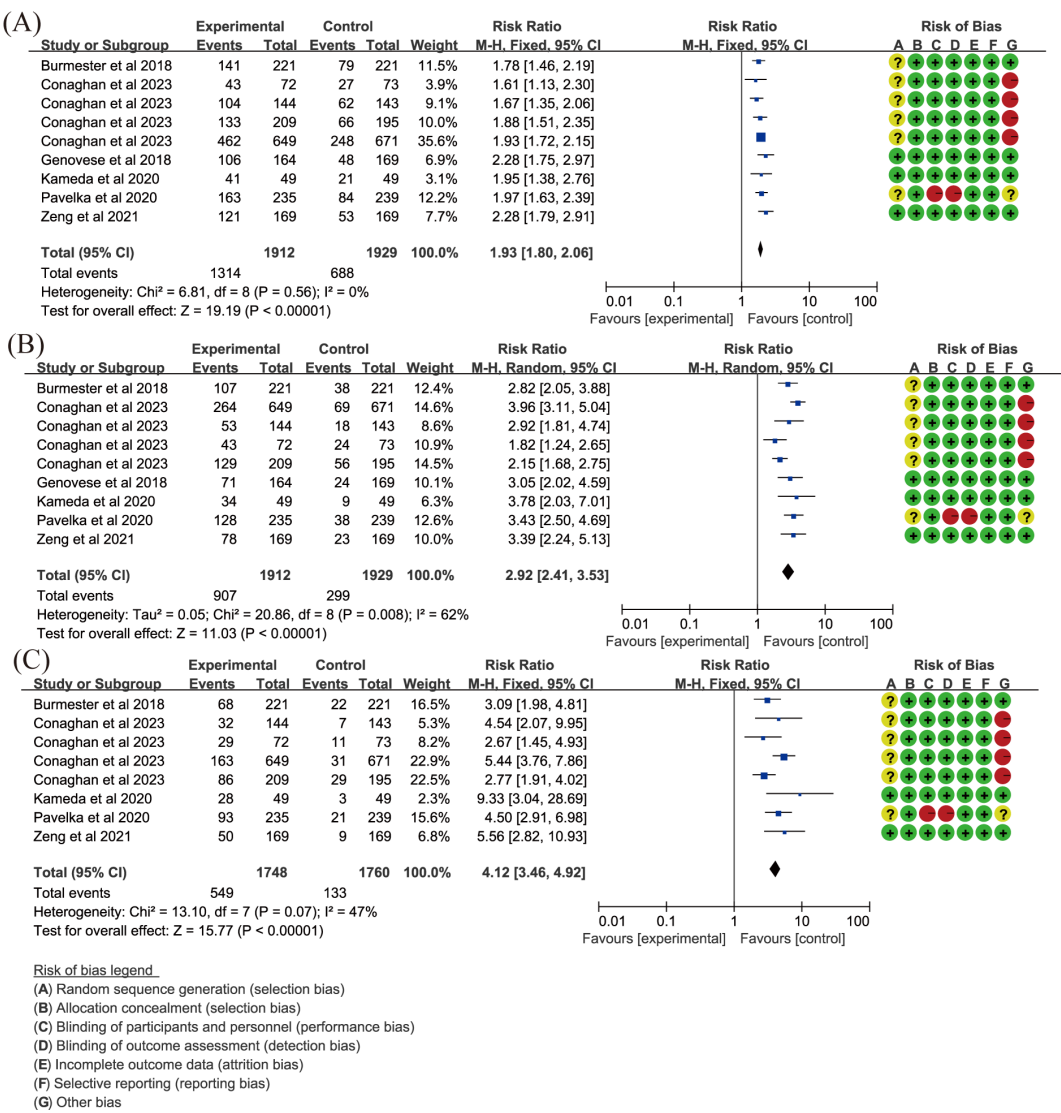 (A)
Experimental Control Risk Ratio Risk Ratio Risk of Bias
Study or Subgroup Events Total Events Total Weight M-H, Fixed, 95% CI M-H, Fixed, 95% CI A B C D E F G
Burmester et al 2018 141 221 79 221 11.5% 1.78 [1.46, 2.19] ? + + + + + +
Conaghan et al 2023 43 72 27 73 3.9% 1.61 [1.13, 2.30] ? + + + + + -
Conaghan et al 2023 104 144 62 143 9.1% 1.67 [1.35, 2.06] ? + + + + + -
Conaghan et al 2023 133 209 66 195 10.0% 1.88 [1.51, 2.35] ? + + + + + -
Conaghan et al 2023 462 649 248 671 35.6% 1.93 [1.72, 2.15] ? + + + + + -
Genovese et al 2018 106 164 48 169 6.9% 2.28 [1.75, 2.97] + + + + + + +
Kameda et al 2020 41 49 21 49 3.1% 1.95 [1.38, 2.76] + + + + + + +
Pavelka et al 2020 163 235 84 239 12.2% 1.97 [1.63, 2.39] ? + - - + + ?
Zeng et al 2021 121 169 53 169 7.7% 2.28 [1.79, 2.91] + + + + + + +
Total (95% CI) 1912 1929 100.0% 1.93 [1.80, 2.06]
Total events 1314 688
Heterogeneity: Chi² = 6.81, df = 8 (P = 0.56); I² = 0%
Test for overall effect: Z = 19.19 (P < 0.00001)
0.01 0.1 1 10 100
Favours [experimental] Favours [control]
(B)
Experimental Control Risk Ratio Risk Ratio Risk of Bias
Study or Subgroup Events Total Events Total Weight M-H, Random, 95% CI M-H, Random, 95% CI A B C D E F G
Burmester et al 2018 107 221 38 221 12.4% 2.82 [2.05, 3.88] ? + + + + + +
Conaghan et al 2023 264 649 69 671 14.6% 3.96 [3.11, 5.04] ? + + + + + -
Conaghan et al 2023 53 144 18 143 8.6% 2.92 [1.81, 4.74] ? + + + + + -
Conaghan et al 2023 43 72 24 73 10.9% 1.82 [1.24, 2.65] ? + + + + + -
Conaghan et al 2023 129 209 56 195 14.5% 2.15 [1.68, 2.75] ? + + + + + -
Genovese et al 2018 71 164 24 169 10.1% 3.05 [2.02, 4.59] + + + + + + +
Kameda et al 2020 34 49 9 49 6.3% 3.78 [2.03, 7.01] + + + + + + +
Pavelka et al 2020 128 235 38 239 12.6% 3.43 [2.50, 4.69] ? + - - + + ?
Zeng et al 2021 78 169 23 169 10.0% 3.39 [2.24, 5.13] + + + + + + +
Total (95% CI) 1912 1929 100.0% 2.92 [2.41, 3.53]
Total events 907 299
Heterogeneity: Tau² = 0.05; Chi² = 20.86, df = 8 (P = 0.008); I² = 62%
Test for overall effect: Z = 11.03 (P < 0.00001)
0.01 0.1 1 10 100
Favours [experimental] Favours [control]
(C)
Experimental Control Risk Ratio Risk Ratio Risk of Bias
Study or Subgroup Events Total Events Total Weight M-H, Fixed, 95% CI M-H, Fixed, 95% CI A B C D E F G
Burmester et al 2018 68 221 22 221 16.5% 3.09 [1.98, 4.81] ? + + + + + +
Conaghan et al 2023 32 144 7 143 5.3% 4.54 [2.07, 9.95] ? + + + + + -
Conaghan et al 2023 29 72 11 73 8.2% 2.67 [1.45, 4.93] ? + + + + + -
Conaghan et al 2023 163 649 31 671 22.9% 5.44 [3.76, 7.86] ? + + + + + -
Conaghan et al 2023 86 209 29 195 22.5% 2.77 [1.91, 4.02] ? + + + + + -
Kameda et al 2020 28 49 3 49 2.3% 9.33 [3.04, 28.69] + + + + + + +
Pavelka et al 2020 93 235 21 239 15.6% 4.50 [2.91, 6.98] ? + - - + + ?
Zeng et al 2021 50 169 9 169 6.8% 5.56 [2.82, 10.93] + + + + + + +
Total (95% CI) 1748 1760 100.0% 4.12 [3.46, 4.92]
Total events 549 133
Heterogeneity: Chi² = 13.10, df = 7 (P = 0.07); I² = 47%
Test for overall effect: Z = 15.77 (P < 0.00001)
0.01 0.1 1 10 100
Favours [experimental] Favours [control]
Risk of bias legend
(A) Random sequence generation (selection bias)
(B) Allocation concealment (selection bias)
(C) Blinding of participants and personnel (performance bias)
(D) Blinding of outcome assessment (detection bias)
(E) Incomplete outcome data (attrition bias)
(F) Selective reporting (reporting bias)
(G) Other bias